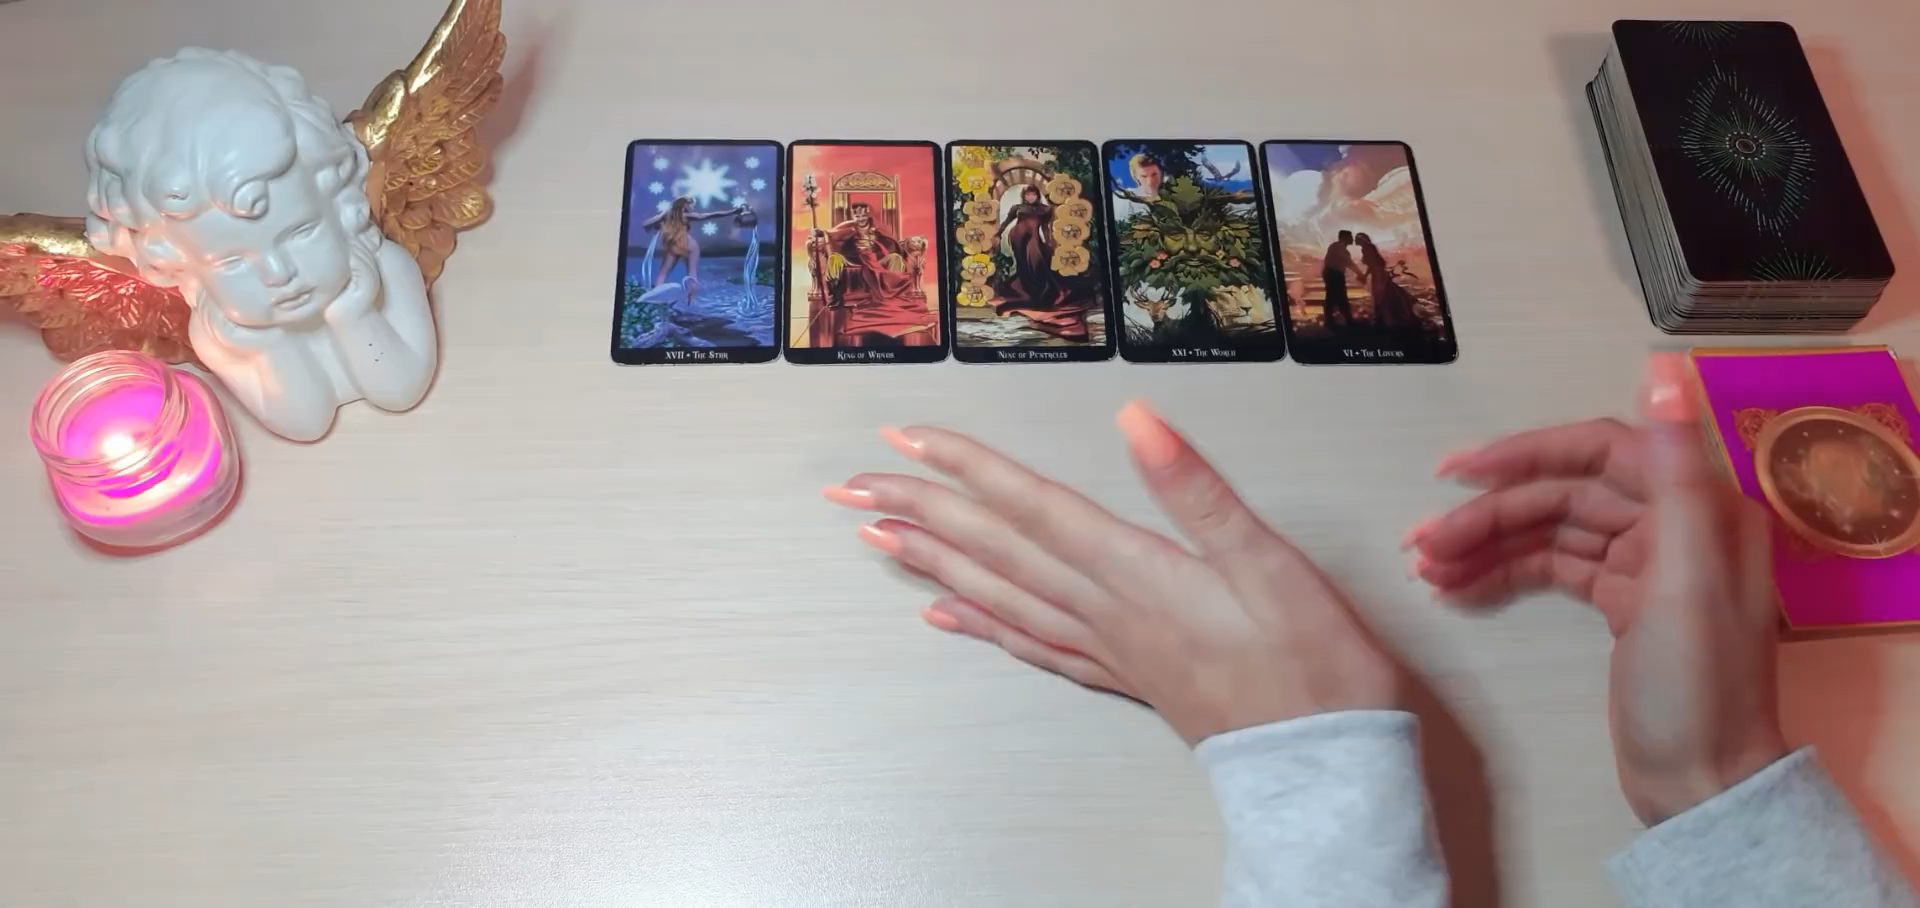 XVII • The Star
King of Wands
Nine of Pentacles
XXI • The World
VI • The Lovers